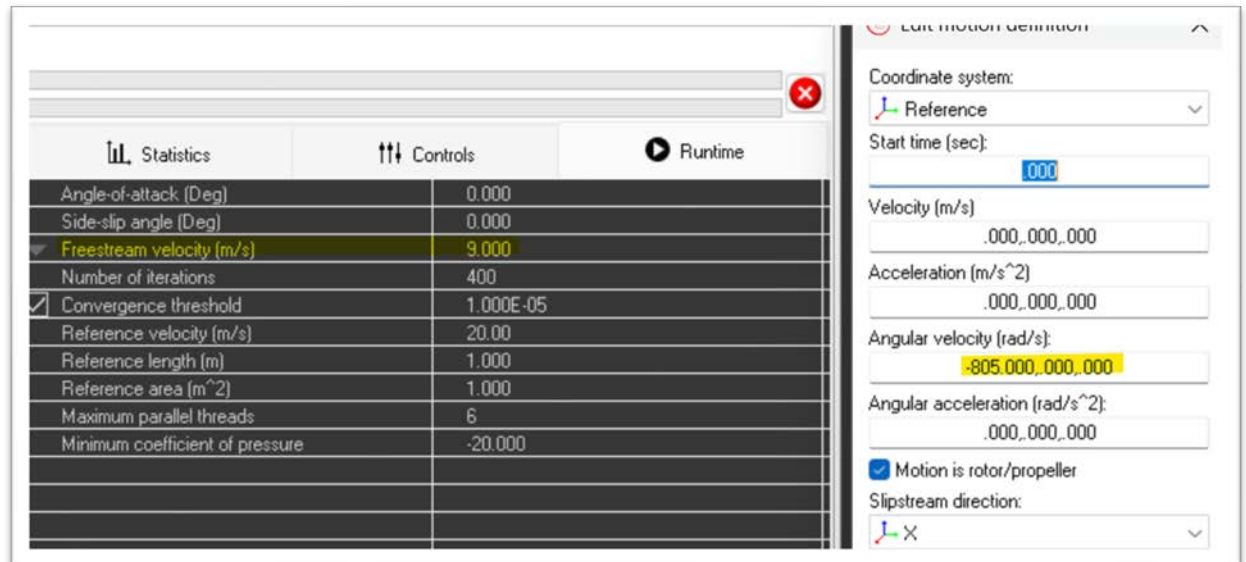 Edit motion definition
Coordinate system:
Reference
Start time (sec):
.000
Velocity (m/s)
.000,.000,.000
Acceleration (m/s^2)
.000,.000,.000
Angular velocity (rad/s):
-805.000,.000,.000
Angular acceleration (rad/s^2):
.000,.000,.000
Motion is rotor/propeller
Slipstream direction:
X
Statistics Controls Runtime
Angle-of-attack (Deg) 0.000
Side-slip angle (Deg) 0.000
Freestream velocity (m/s) 9.000
Number of iterations 400
Convergence threshold 1.000E-05
Reference velocity (m/s) 20.00
Reference length (m) 1.000
Reference area (m^2) 1.000
Maximum parallel threads 6
Minimum coefficient of pressure -20.000